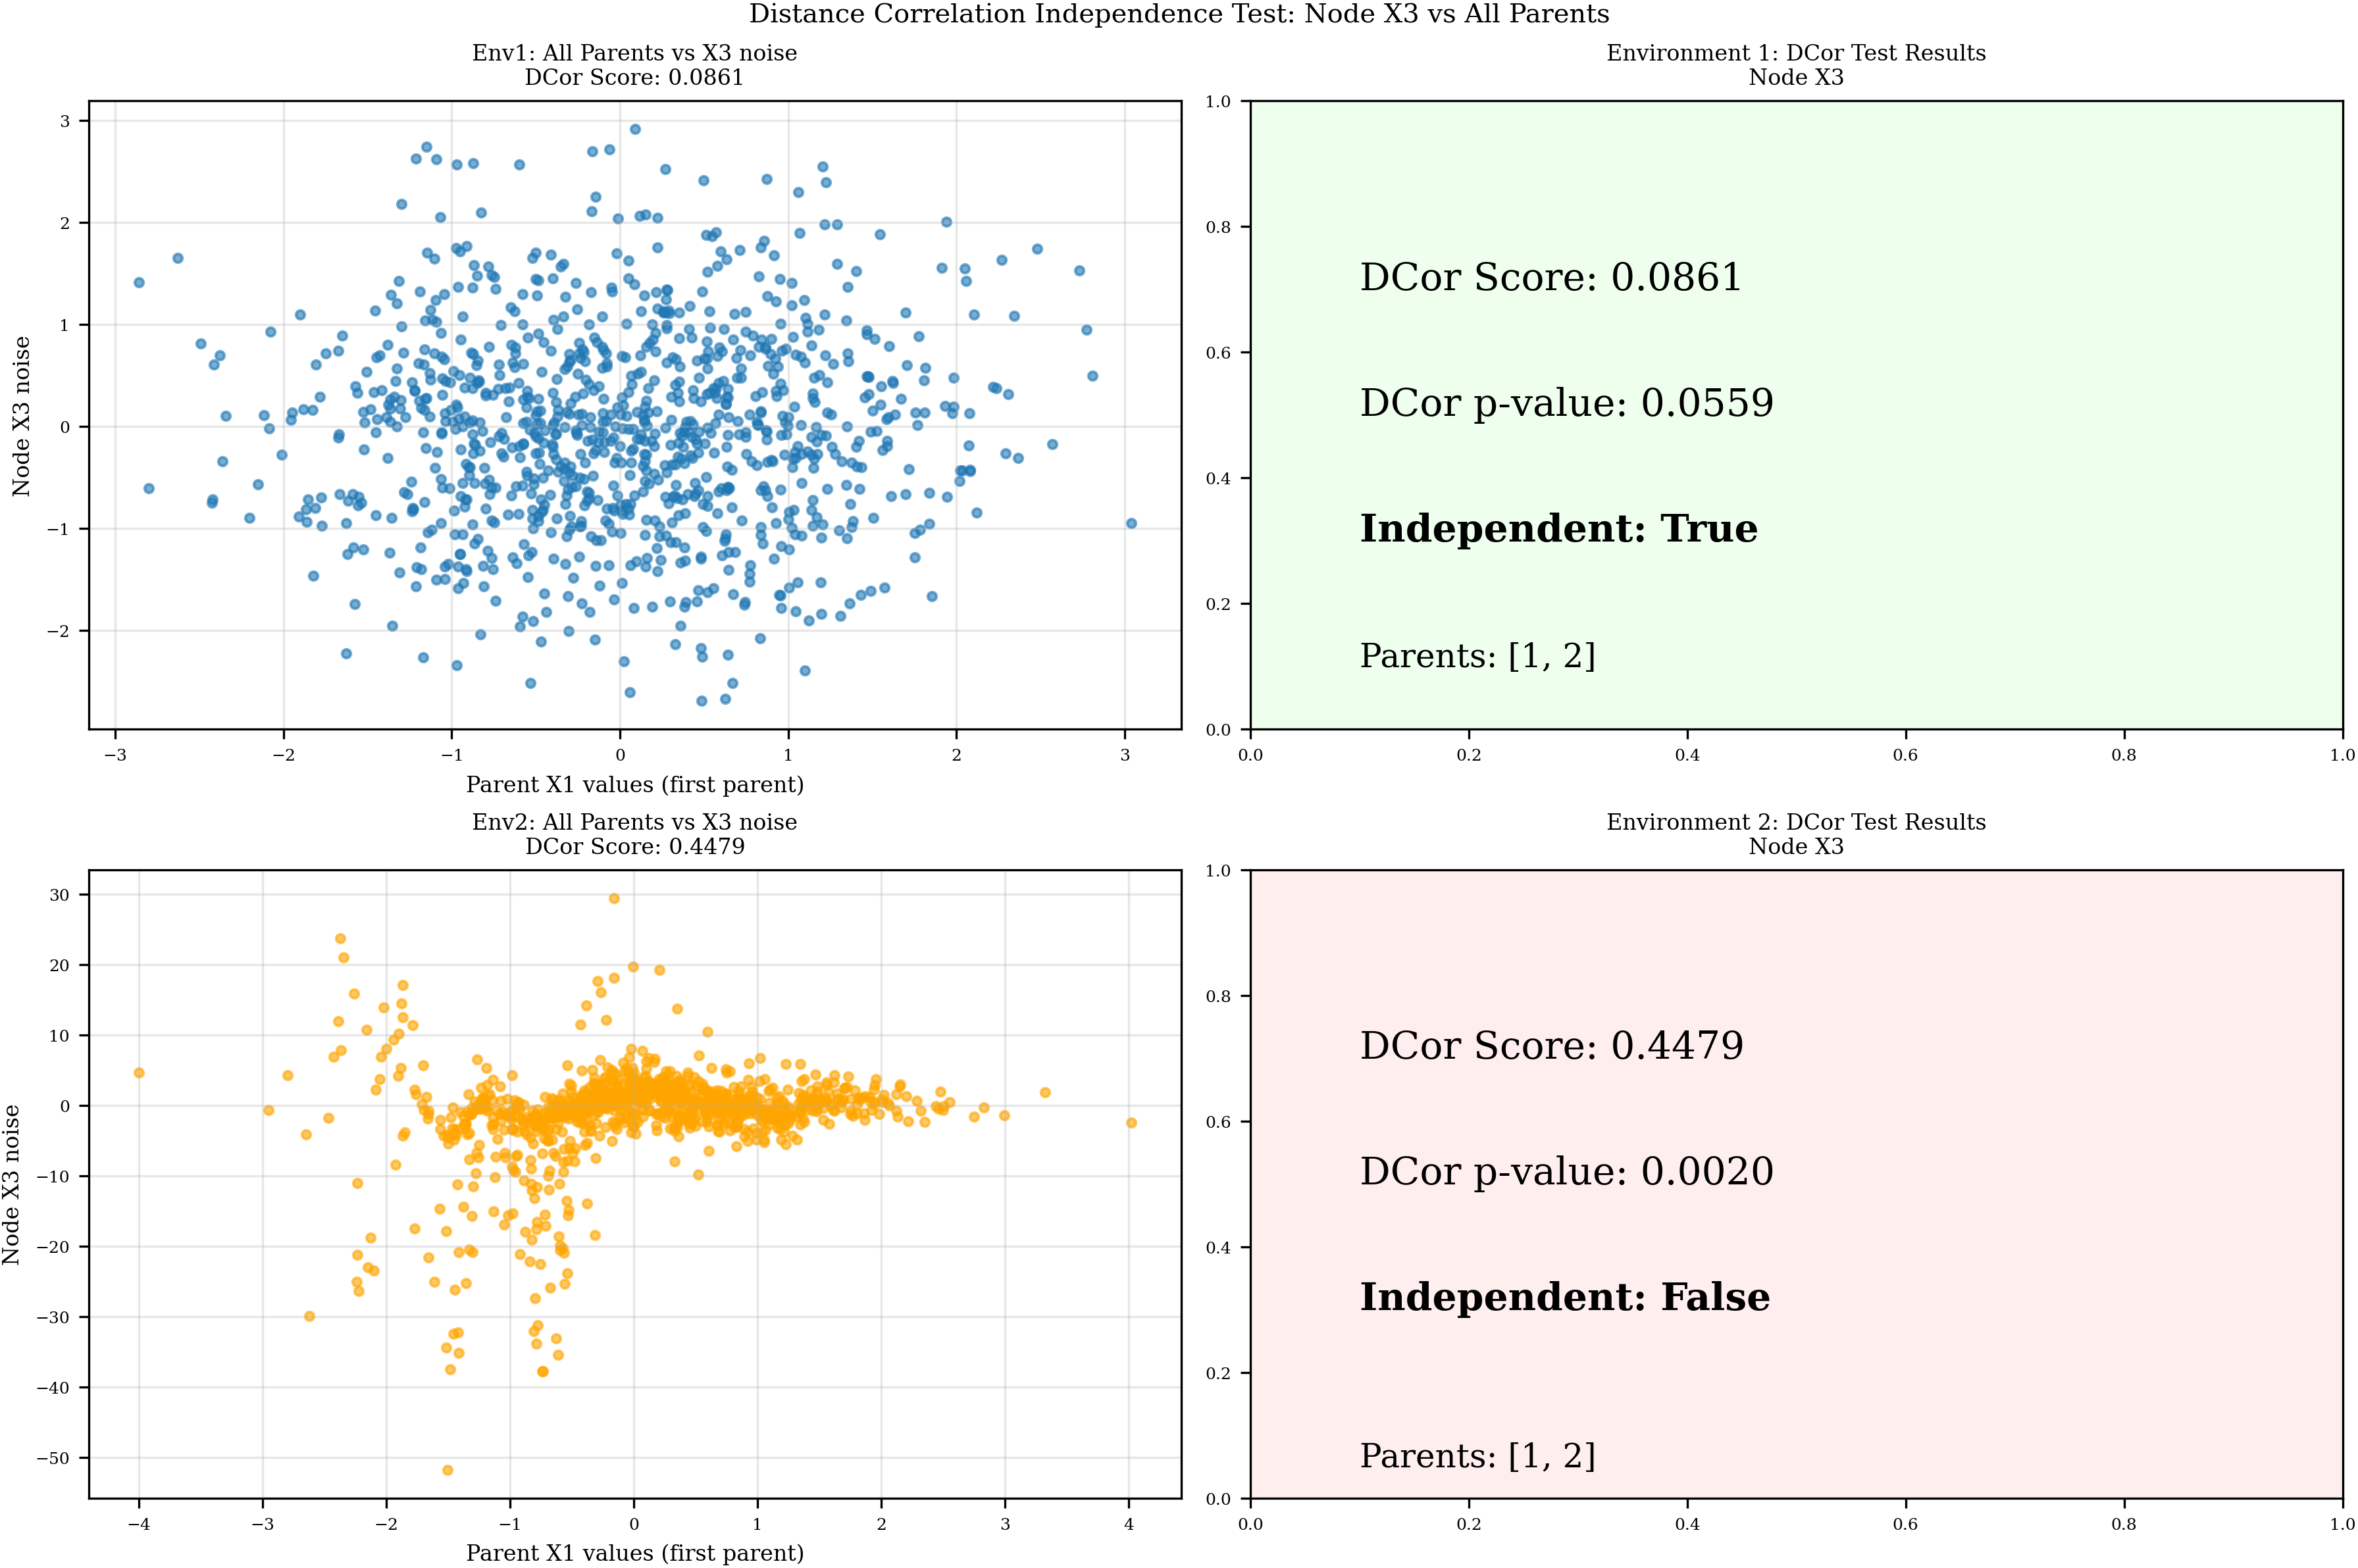 Distance Correlation Independence Test: Node X3 vs All Parents
Env1: All Parents vs X3 noise
DCor Score: 0.0861
3
2
1
0
−1
−2
Node X3 noise
−3
−2
−1
0
1
2
3
Parent X1 values (first parent)
Environment 1: DCor Test Results
Node X3
1.0
0.8
0.6
0.4
0.2
0.0
DCor Score: 0.0861
DCor p-value: 0.0559
Independent: True
Parents: [1, 2]
0.0
0.2
0.4
0.6
0.8
1.0
Env2: All Parents vs X3 noise
DCor Score: 0.4479
30
20
10
0
−10
−20
−30
−40
−50
Node X3 noise
−4
−3
−2
−1
0
1
2
3
4
Parent X1 values (first parent)
Environment 2: DCor Test Results
Node X3
1.0
0.8
0.6
0.4
0.2
0.0
DCor Score: 0.4479
DCor p-value: 0.0020
Independent: False
Parents: [1, 2]
0.0
0.2
0.4
0.6
0.8
1.0